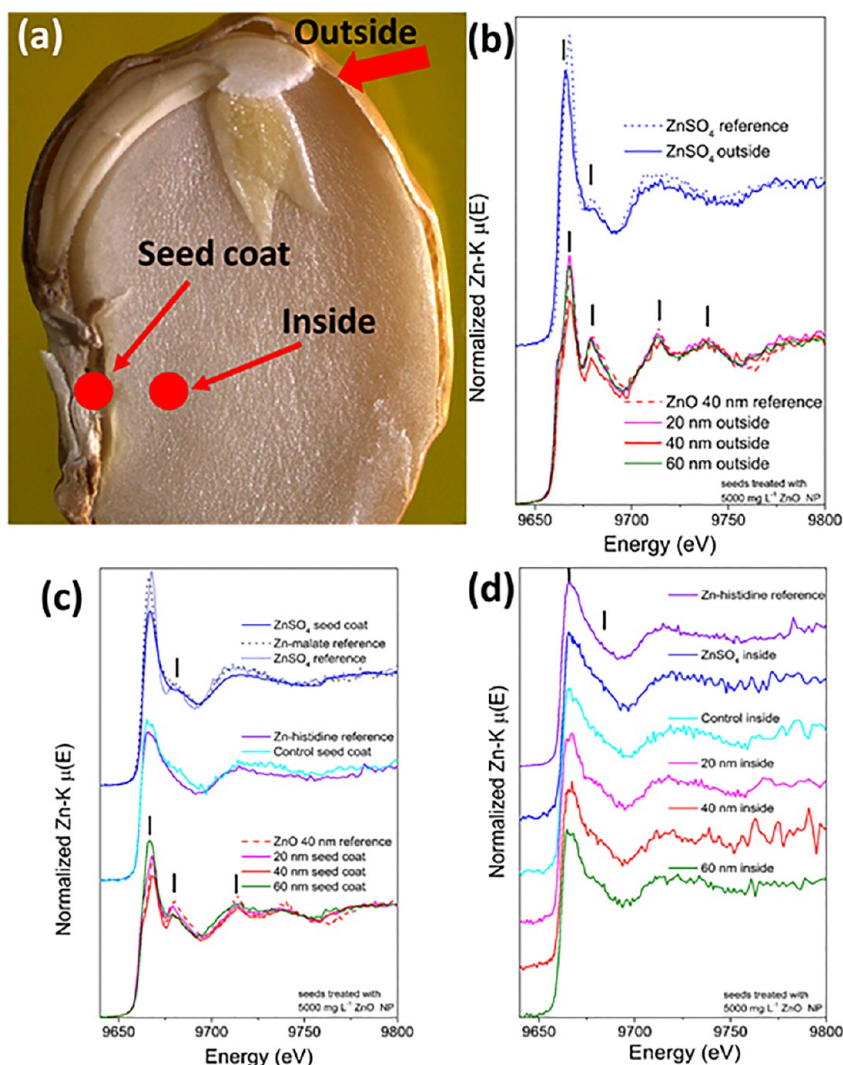 (a)
Outside
Seed coat
Inside
(b)
ZnSO₄ reference
ZnSO₄ outside
ZnO 40 nm reference
20 nm outside
40 nm outside
60 nm outside
seeds treated with
5000 mg L⁻¹ ZnO NP
Normalized Zn-K μ(E)
9650 9700 9750 9800
Energy (eV)
(c)
ZnSO₄ seed coat
Zn-malate reference
ZnSO₄ reference
Zn-histidine reference
Control seed coat
ZnO 40 nm reference
20 nm seed coat
40 nm seed coat
60 nm seed coat
seeds treated with
5000 mg L⁻¹ ZnO NP
Normalized Zn-K μ(E)
9650 9700 9750 9800
Energy (eV)
(d)
Zn-histidine reference
ZnSO₄ inside
Control inside
20 nm inside
40 nm inside
60 nm inside
seeds treated with
5000 mg L⁻¹ ZnO NP
Normalized Zn-K μ(E)
9650 9700 9750 9800
Energy (eV)